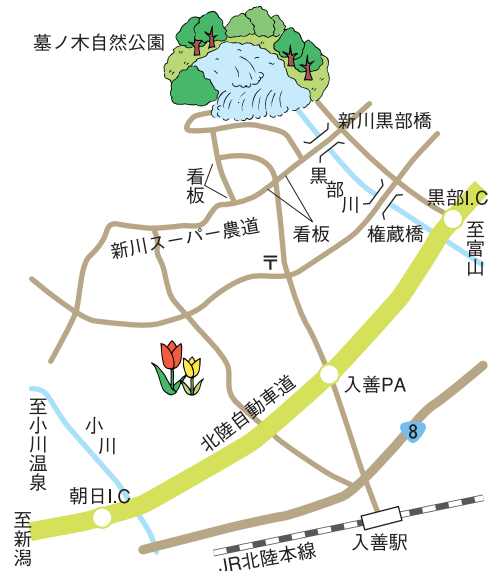 墓ノ木自然公園
新川黒部橋
看板
黒部川
黒部I.C
至富山
権蔵橋
看板
新川スーパー農道
〒
入善PA
北陸自動車道
8
至小川温泉
小川
朝日I.C
至新潟
入善駅
JR北陸本線